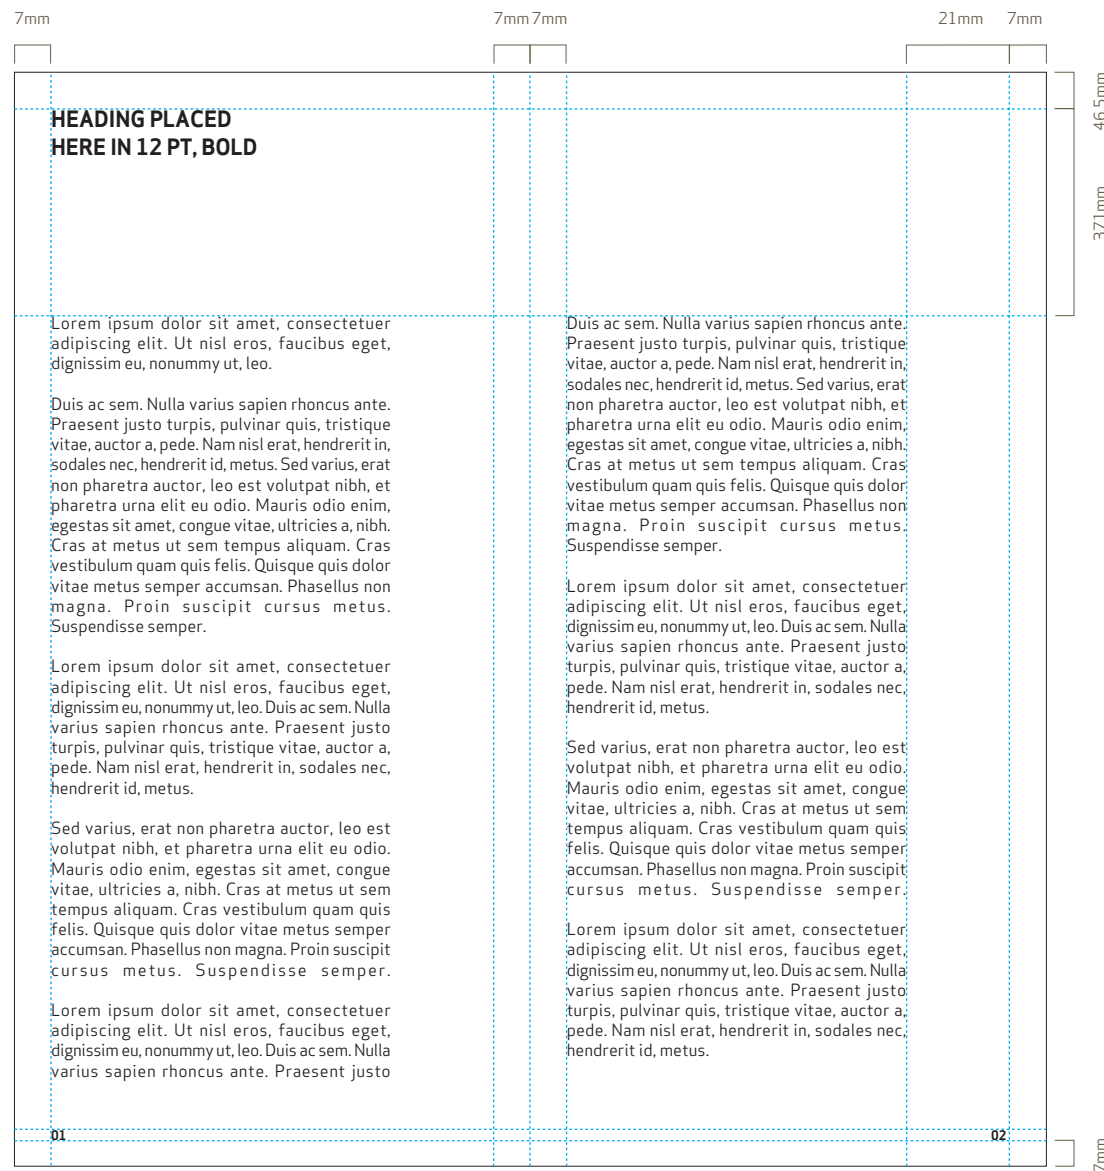 7mm
7mm 7mm
21mm
7mm
46.5mm
371mm
HEADING PLACED
HERE IN 12 PT, BOLD
Lorem ipsum dolor sit amet, consectetuer
adipiscing elit. Ut nisl eros, faucibus eget,
dignissim eu, nonummy ut, leo.
Duis ac sem. Nulla varius sapien rhoncus ante.
Praesent justo turpis, pulvinar quis, tristique
vitae, auctor a, pede. Nam nisl erat, hendrerit in,
sodales nec, hendrerit id, metus. Sed varius, erat
non pharetra auctor, leo est volutpat nibh, et
pharetra urna elit eu odio. Mauris odio enim,
egestas sit amet, congue vitae, ultricies a, nibh.
Cras at metus ut sem tempus aliquam. Cras
vestibulum quam quis felis. Quisque quis dolor
vitae metus semper accumsan. Phasellus non
magna. Proin suscipit cursus metus.
Suspendisse semper.
Lorem ipsum dolor sit amet, consectetuer
adipiscing elit. Ut nisl eros, faucibus eget,
dignissim eu, nonummy ut, leo. Duis ac sem. Nulla
varius sapien rhoncus ante. Praesent justo
turpis, pulvinar quis, tristique vitae, auctor a,
pede. Nam nisl erat, hendrerit in, sodales nec,
hendrerit id, metus.
Sed varius, erat non pharetra auctor, leo est
volutpat nibh, et pharetra urna elit eu odio.
Mauris odio enim, egestas sit amet, congue
vitae, ultricies a, nibh. Cras at metus ut sem
tempus aliquam. Cras vestibulum quam quis
felis. Quisque quis dolor vitae metus semper
accumsan. Phasellus non magna. Proin suscipit
cursus metus. Suspendisse semper.
Lorem ipsum dolor sit amet, consectetuer
adipiscing elit. Ut nisl eros, faucibus eget,
dignissim eu, nonummy ut, leo. Duis ac sem. Nulla
varius sapien rhoncus ante. Praesent justo
01
Duis ac sem. Nulla varius sapien rhoncus ante.
Praesent justo turpis, pulvinar quis, tristique
vitae, auctor a, pede. Nam nisl erat, hendrerit in,
sodales nec, hendrerit id, metus. Sed varius, erat
non pharetra auctor, leo est volutpat nibh, et
pharetra urna elit eu odio. Mauris odio enim,
egestas sit amet, congue vitae, ultricies a, nibh.
Cras at metus ut sem tempus aliquam. Cras
vestibulum quam quis felis. Quisque quis dolor
vitae metus semper accumsan. Phasellus non
magna. Proin suscipit cursus metus.
Suspendisse semper.
Lorem ipsum dolor sit amet, consectetuer
adipiscing elit. Ut nisl eros, faucibus eget,
dignissim eu, nonummy ut, leo. Duis ac sem. Nulla
varius sapien rhoncus ante. Praesent justo
turpis, pulvinar quis, tristique vitae, auctor a,
pede. Nam nisl erat, hendrerit in, sodales nec,
hendrerit id, metus.
Sed varius, erat non pharetra auctor, leo est
volutpat nibh, et pharetra urna elit eu odio.
Mauris odio enim, egestas sit amet, congue
vitae, ultricies a, nibh. Cras at metus ut sem
tempus aliquam. Cras vestibulum quam quis
felis. Quisque quis dolor vitae metus semper
accumsan. Phasellus non magna. Proin suscipit
cursus metus. Suspendisse semper.
Lorem ipsum dolor sit amet, consectetuer
adipiscing elit. Ut nisl eros, faucibus eget,
dignissim eu, nonummy ut, leo. Duis ac sem. Nulla
varius sapien rhoncus ante. Praesent justo
turpis, pulvinar quis, tristique vitae, auctor a,
pede. Nam nisl erat, hendrerit in, sodales nec,
hendrerit id, metus.
02
7mm